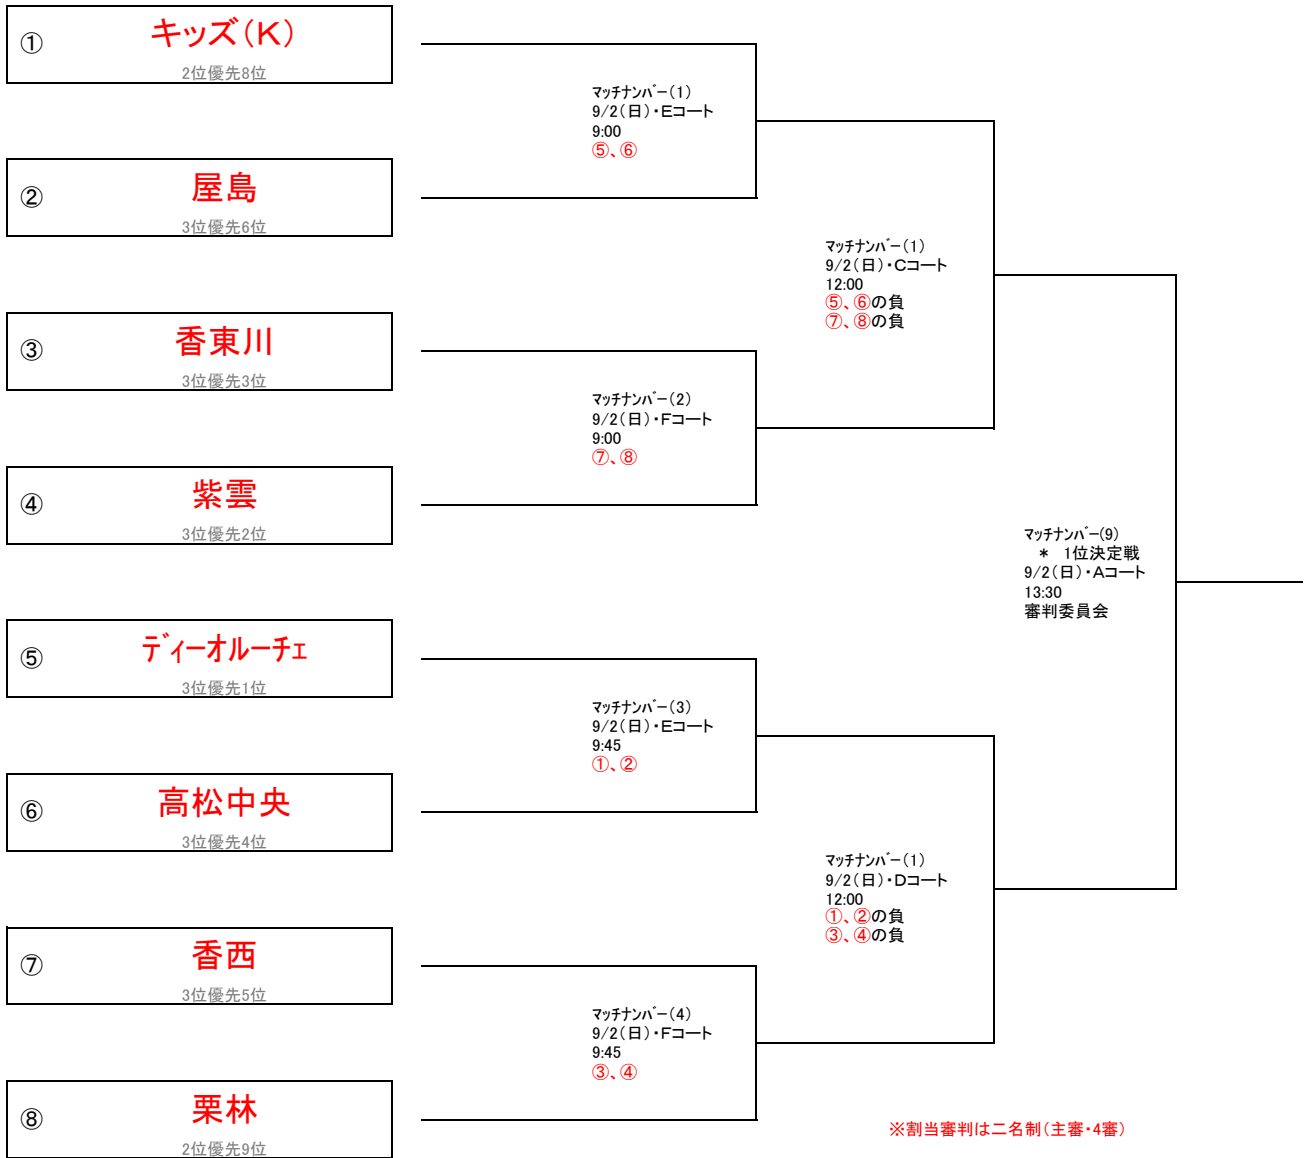 ① キッズ(K)
2位優先8位
マッチナンバー(1)
9/2(日)・Eコート
9:00
⑤、⑥
② 屋島
3位優先6位
マッチナンバー(1)
9/2(日)・Cコート
12:00
⑤、⑥の負
⑦、⑧の負
③ 香東川
3位優先3位
マッチナンバー(2)
9/2(日)・Fコート
9:00
⑦、⑧
④ 紫雲
3位優先2位
マッチナンバー(9)
* 1位決定戦
9/2(日)・Aコート
13:30
審判委員会
⑤ ディーオルーチェ
3位優先1位
マッチナンバー(3)
9/2(日)・Eコート
9:45
①、②
⑥ 高松中央
3位優先4位
マッチナンバー(1)
9/2(日)・Dコート
12:00
①、②の負
③、④の負
⑦ 香西
3位優先5位
マッチナンバー(4)
9/2(日)・Fコート
9:45
③、④
⑧ 栗林
2位優先9位
※割当審判は二名制(主審・4審)